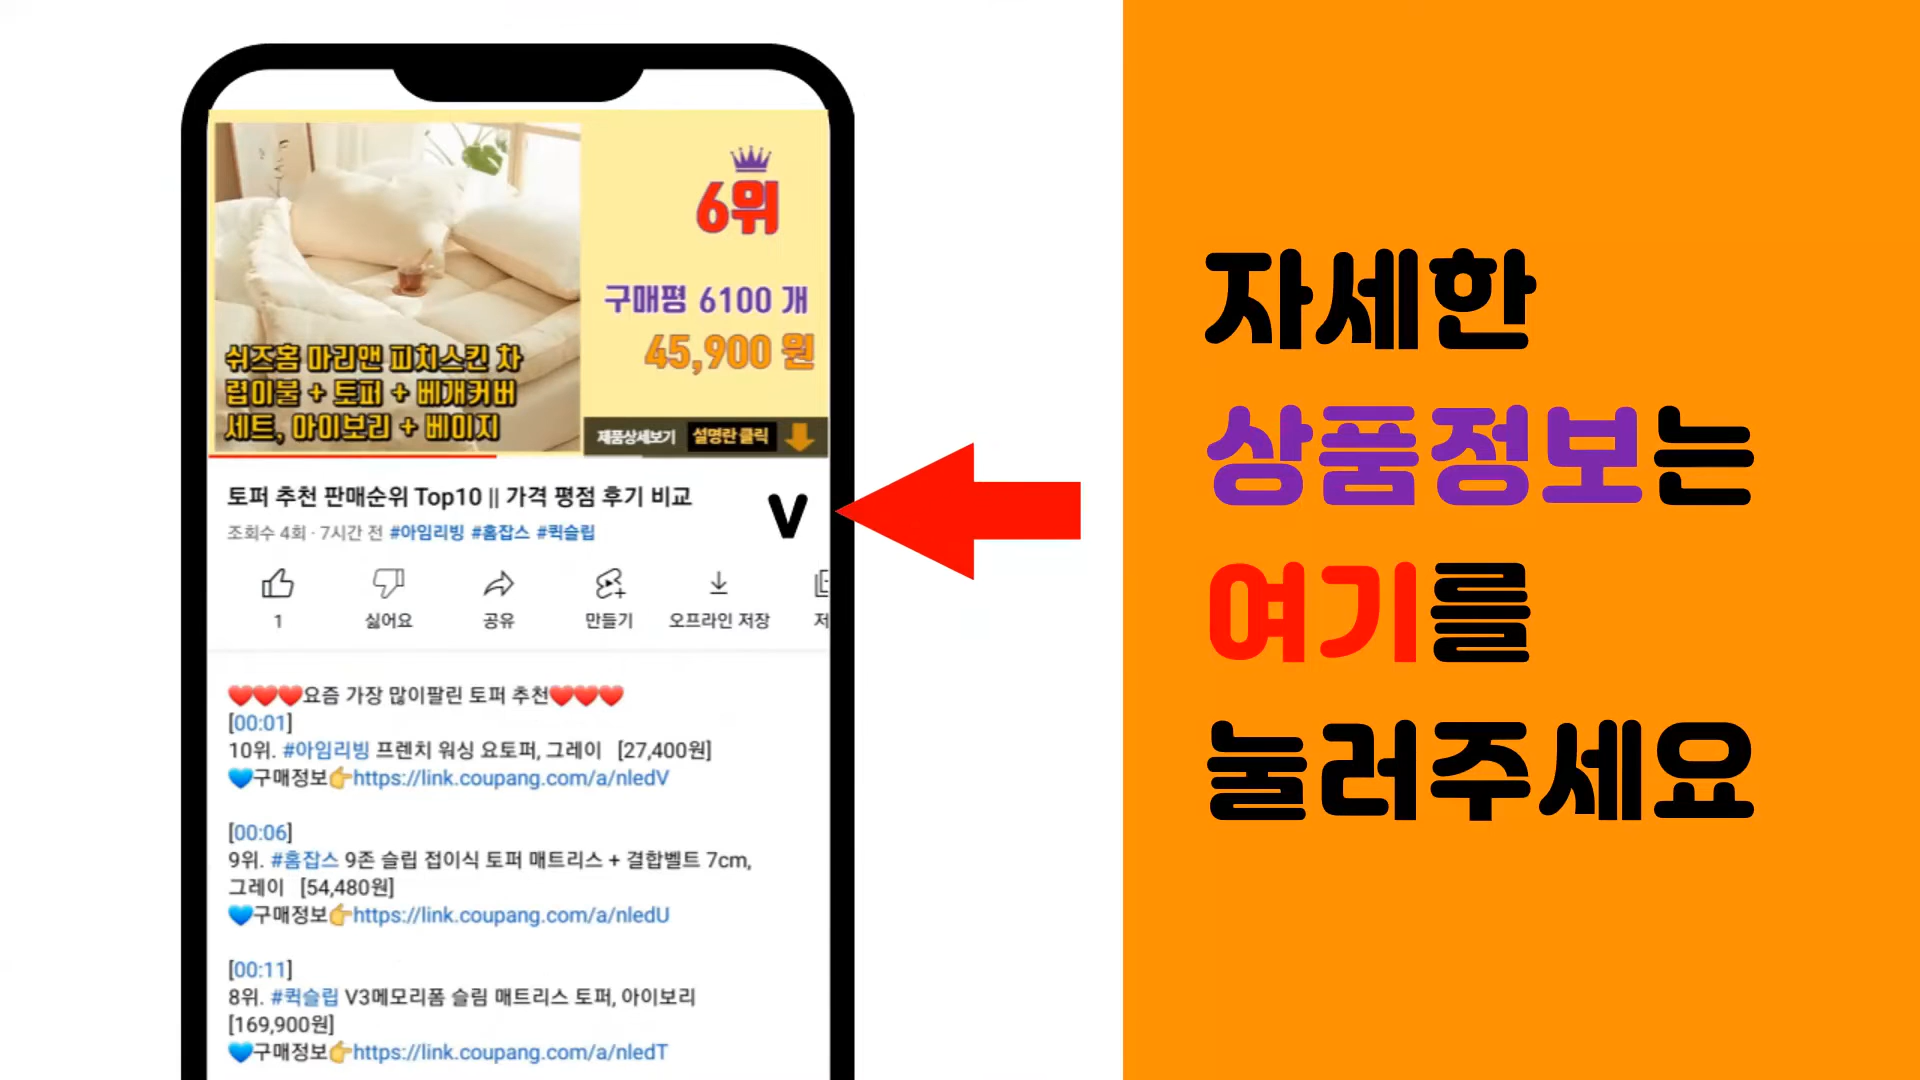 6위
구매평 6100 개
45,900 원
쉬즈홈 마리앤 피치스킨 차
렵이불 + 토퍼 + 베개커버
세트, 아이보리 + 베이지
제품상세보기 설명란 클릭
토퍼 추천 판매순위 Top10 || 가격 평점 후기 비교
V
조회수 4회 · 7시간 전 #아임리빙 #홈잡스 #퀵슬립
1 싫어요 공유 만들기 오프라인 저장 저
❤❤❤요즘 가장 많이팔린 토퍼 추천❤❤❤
[00:01]
10위. #아임리빙 프렌치 워싱 요토퍼, 그레이 [27,400원]
💙구매정보👉https://link.coupang.com/a/nledV
[00:06]
9위. #홈잡스 9존 슬립 접이식 토퍼 매트리스 + 결합벨트 7cm,
그레이 [54,480원]
💙구매정보👉https://link.coupang.com/a/nledU
[00:11]
8위. #퀵슬립 V3메모리폼 슬림 매트리스 토퍼, 아이보리
[169,900원]
💙구매정보👉https://link.coupang.com/a/nledT
자세한
상품정보는
여기를
눌러주세요